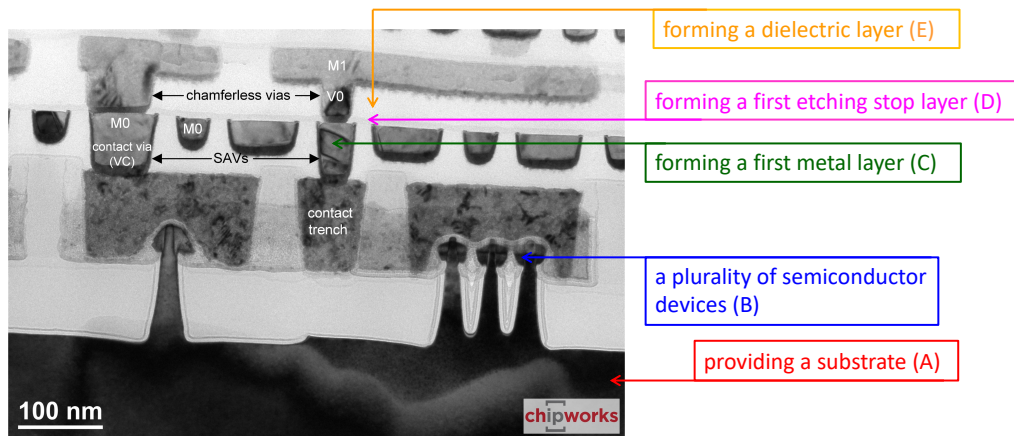 forming a dielectric layer (E)
M1
chamferless vias
V0
forming a first etching stop layer (D)
M0
M0
contact via
(VC)
SAVs
forming a first metal layer (C)
contact
trench
a plurality of semiconductor
devices (B)
providing a substrate (A)
100 nm
chipworks